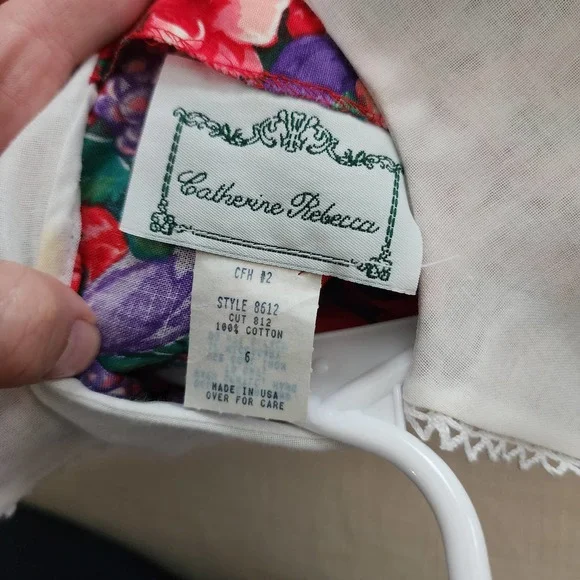 Catherine Rebecca
CFH #2
STYLE 8612
CUT 812
100% COTTON
6
MADE IN USA
OVER FOR CARE